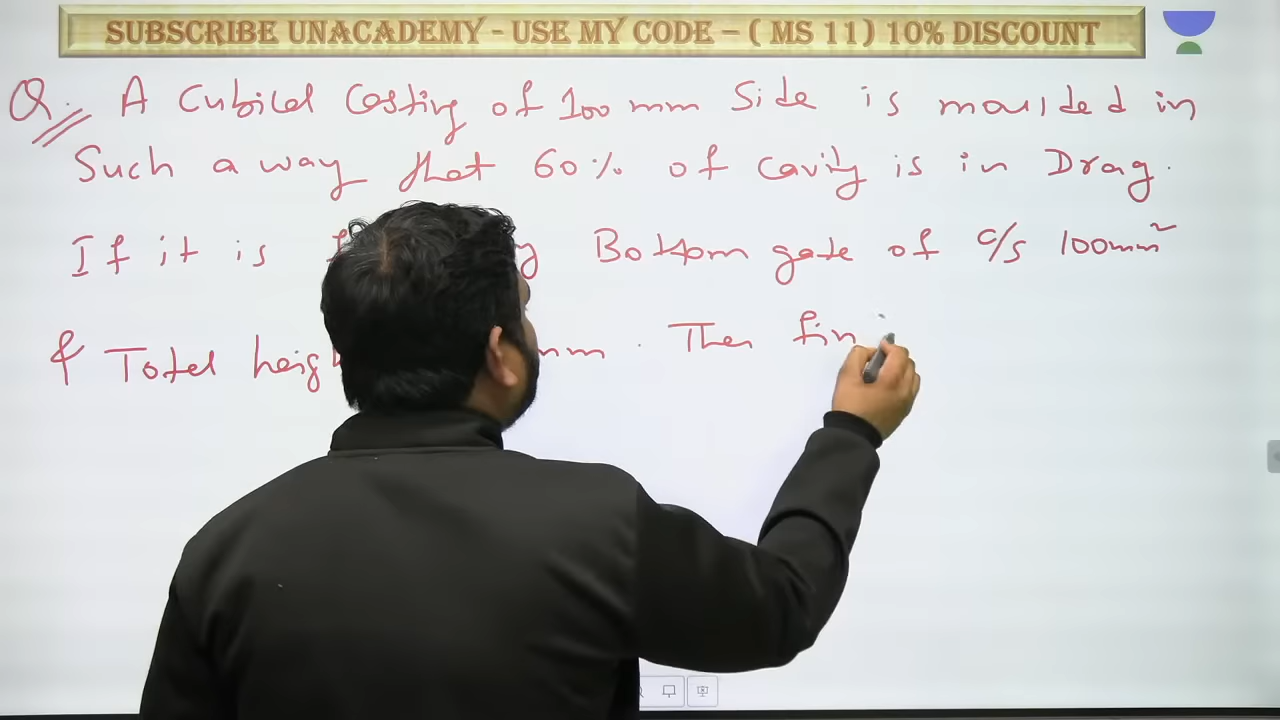 SUBSCRIBE UNACADEMY - USE MY CODE – ( MS 11 ) 10% DISCOUNT
Q. A Cubical Casting of 100 mm Side is moulded in
Such a way that 60% of cavity is in Drag.
If it is Bottom gate of c/s 100mm²
& Total mm. Then fin